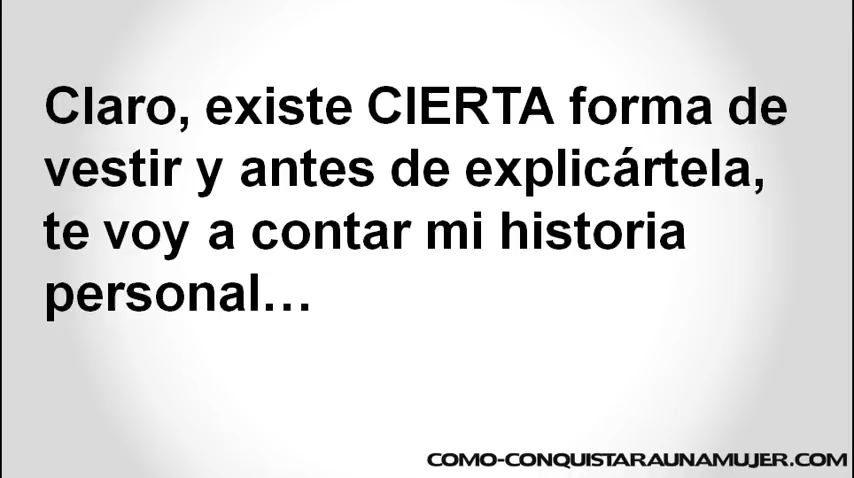 Claro, existe CIERTA forma de
vestir y antes de explicártela,
te voy a contar mi historia
personal…
COMO-CONQUISTARAUNAMUJER.COM